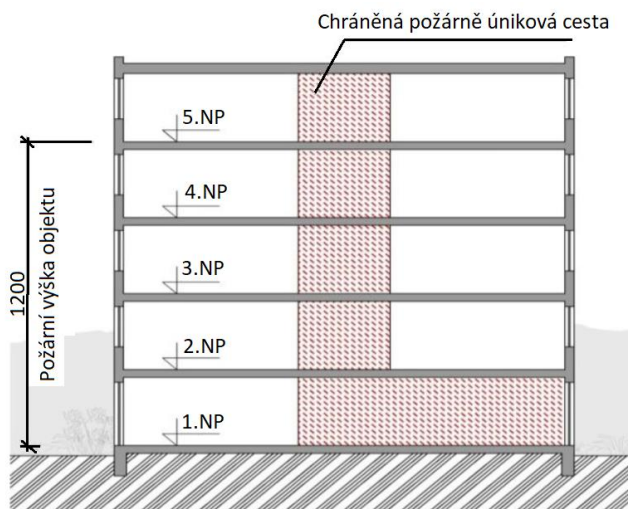 Chráněná požárně úniková cesta
5.NP
4.NP
3.NP
2.NP
1.NP
1200
Požární výška objektu